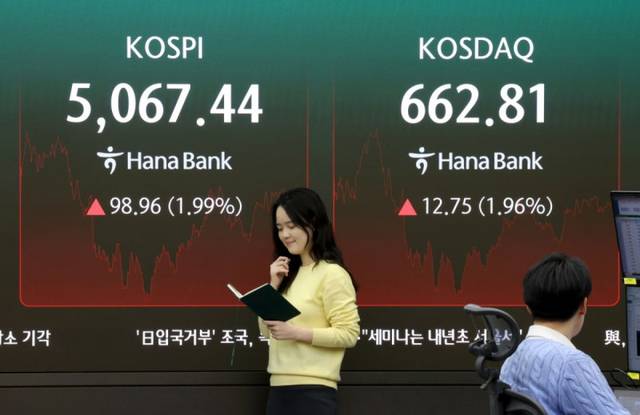 KOSPI
5,067.44
Hana Bank
▲ 98.96 (1.99%)
KOSDAQ
662.81
Hana Bank
▲ 12.75 (1.96%)
소 기각 '日입국거부' 조국, "세미나는 내년초 與,